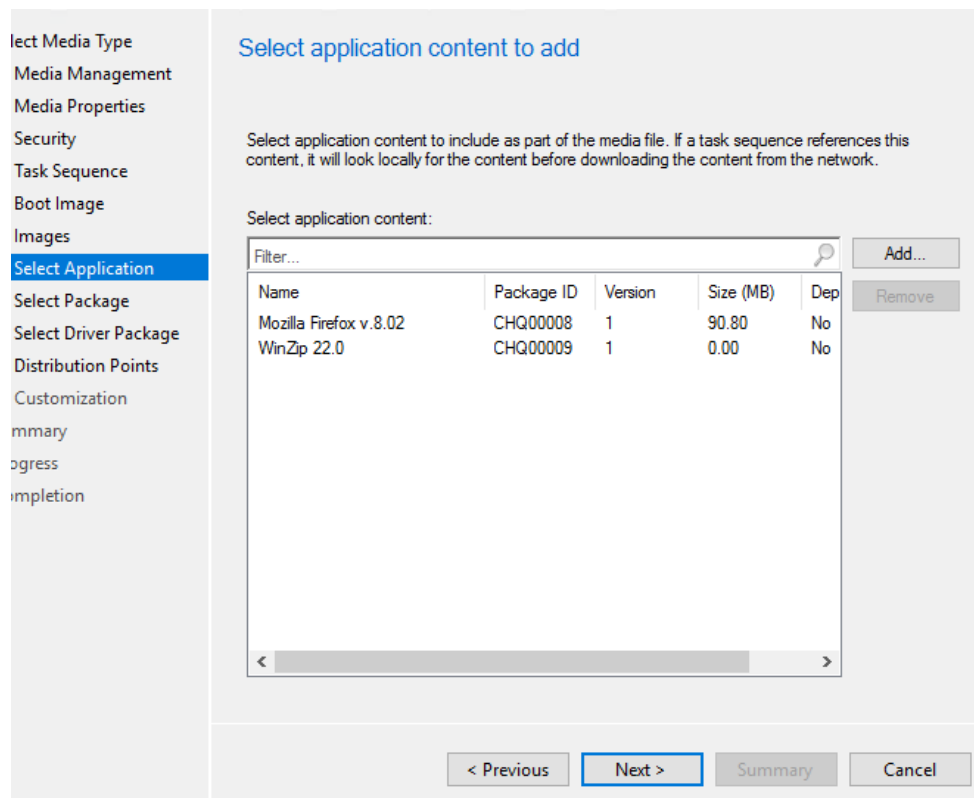 lect Media Type
Media Management
Media Properties
Security
Task Sequence
Boot Image
Images
Select Application
Select Package
Select Driver Package
Distribution Points
Customization
mmary
ogress
ompletion
Select application content to add
Select application content to include as part of the media file. If a task sequence references this
content, it will look locally for the content before downloading the content from the network.
Select application content:
Filter...
Add...
Remove
Name Package ID Version Size (MB) Dep
Mozilla Firefox v.8.02 CHQ00008 1 90.80 No
WinZip 22.0 CHQ00009 1 0.00 No
< Previous Next > Summary Cancel